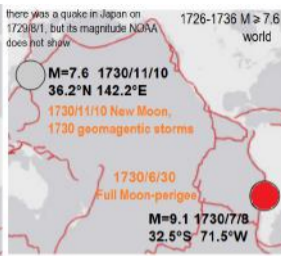 there was a quake in Japan on
1729/8/1, but its magnitude NOAA
does not show
1726-1736 M ≥ 7.6
world
M=7.6 1730/11/10
36.2°N 142.2°E
1730/11/10 New Moon,
1730 geomagentic storms
1730/6/30
Full Moon-perigee
M=9.1 1730/7/8
32.5°S 71.5°W